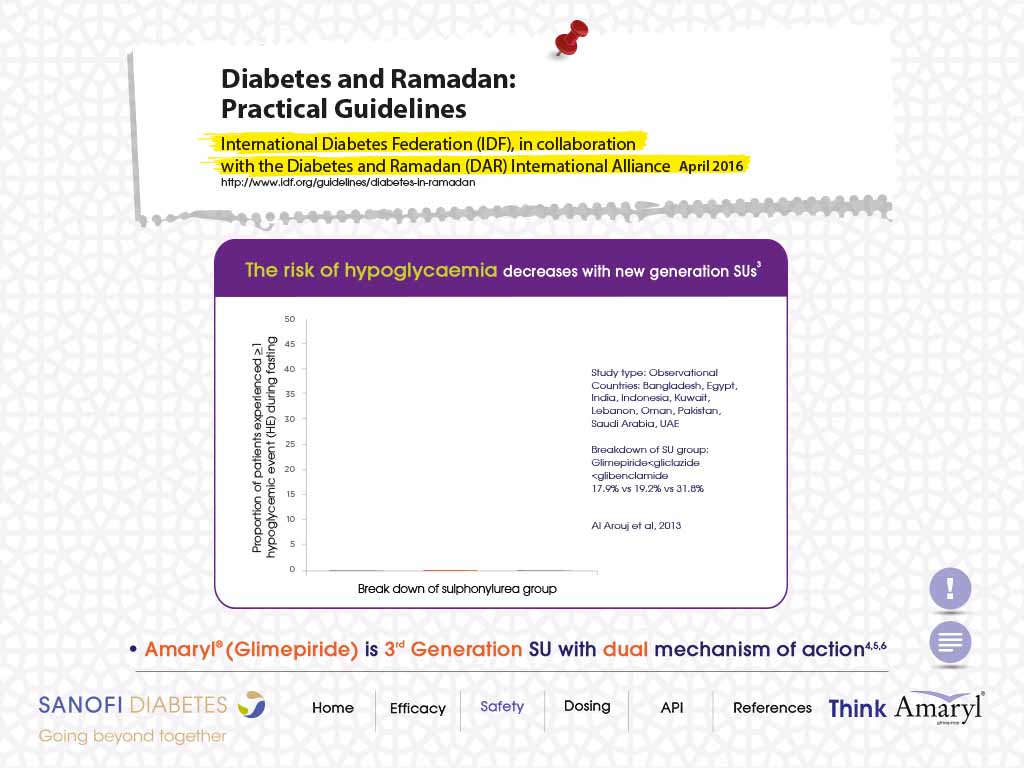 Diabetes and Ramadan:
Practical Guidelines
International Diabetes Federation (IDF), in collaboration
with the Diabetes and Ramadan (DAR) International Alliance April 2016
http://www.idf.org/guidelines/diabetes-in-ramadan
The risk of hypoglycaemia decreases with new generation SUs³
Proportion of patients experienced ≥1
hypoglycemic event (HE) during fasting
50
45
40
35
30
25
20
15
10
5
0
Break down of sulphonylurea group
Study type: Observational
Countries: Bangladesh, Egypt,
India, Indonesia, Kuwait,
Lebanon, Oman, Pakistan,
Saudi Arabia, UAE
Breakdown of SU group:
Glimepiride<gliclazide
<glibenclamide
17.9% vs 19.2% vs 31.8%
Al Arouj et al, 2013
!
• Amaryl® (Glimepiride) is 3rd Generation SU with dual mechanism of action4,5,6
SANOFI DIABETES
Going beyond together
Home
Efficacy
Safety
Dosing
API
References
Think Amaryl®
glimepiride